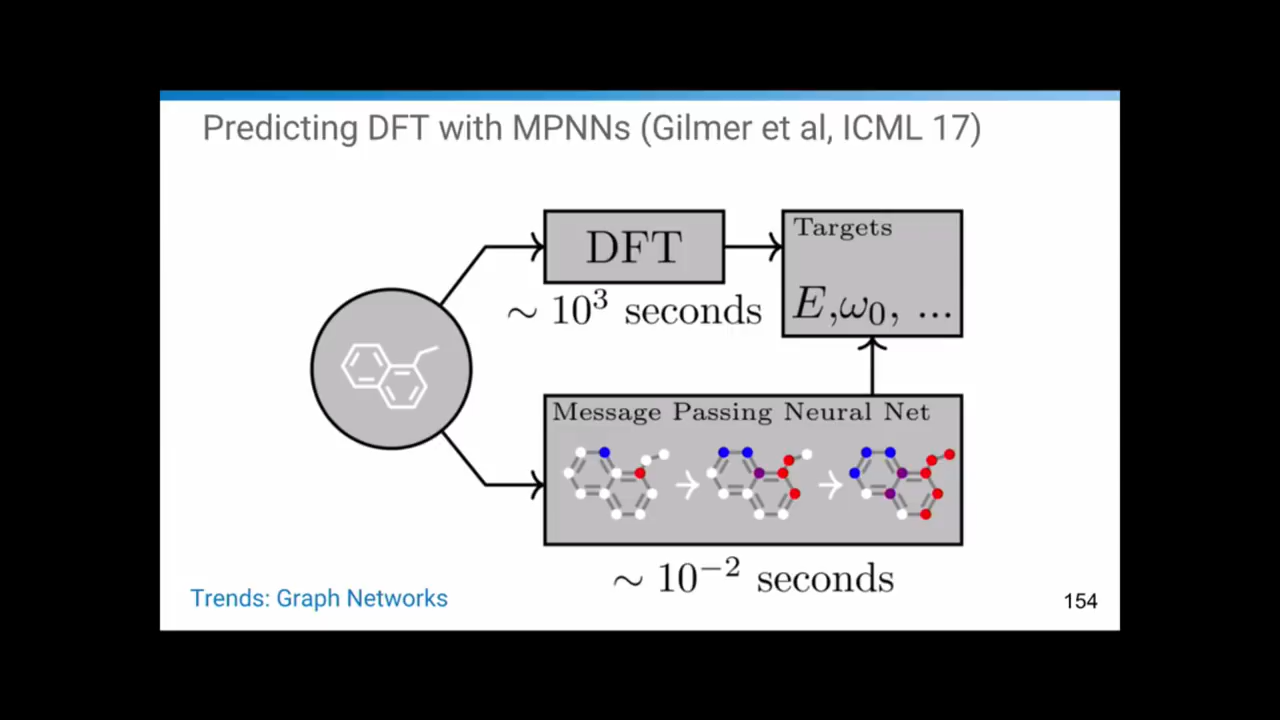 Predicting DFT with MPNNs (Gilmer et al, ICML 17)
DFT
~ 10³ seconds
Targets
E,ω₀, ...
Message Passing Neural Net
~ 10⁻² seconds
Trends: Graph Networks
154